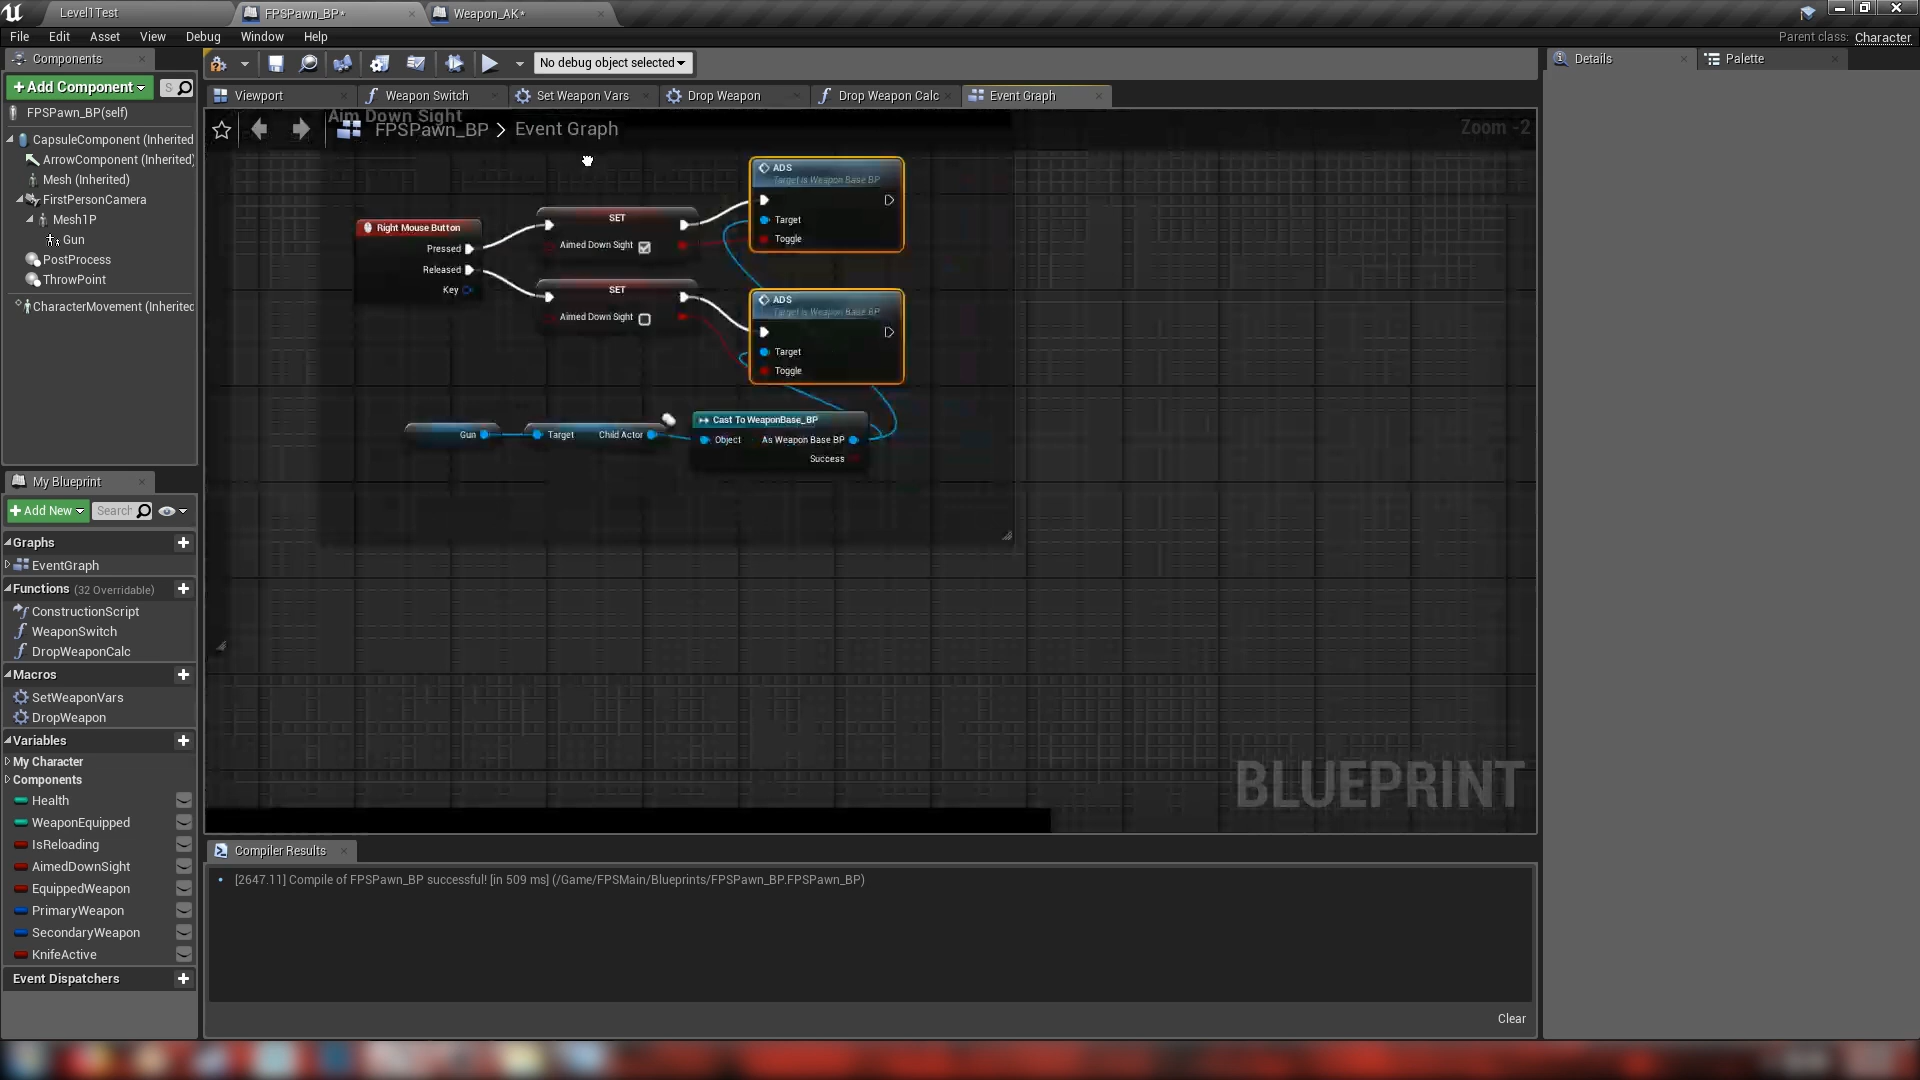 Level1Test
FPSPawn_BP*
Weapon_AK*
File Edit Asset View Debug Window Help
Parent class: Character
Components
+Add Component
S
FPSPawn_BP(self)
CapsuleComponent (Inherited)
ArrowComponent (Inherited)
Mesh (Inherited)
FirstPersonCamera
Mesh1P
Gun
PostProcess
ThrowPoint
CharacterMovement (Inherited)
No debug object selected
Viewport
Weapon Switch
Set Weapon Vars
Drop Weapon
Drop Weapon Calc
Event Graph
Aim Down Sight
FPSPawn_BP > Event Graph
Zoom -2
Right Mouse Button
Pressed
Released
Key
SET
Aimed Down Sight
SET
Aimed Down Sight
ADS
Target is Weapon Base BP
Target
Toggle
ADS
Target is Weapon Base BP
Target
Toggle
Gun
Target Child Actor
Cast To WeaponBase_BP
Object As Weapon Base BP
Success
BLUEPRINT
My Blueprint
+Add New
Search
Graphs
EventGraph
Functions (32 Overridable)
ConstructionScript
WeaponSwitch
DropWeaponCalc
Macros
SetWeaponVars
DropWeapon
Variables
My Character
Components
Health
WeaponEquipped
IsReloading
AimedDownSight
EquippedWeapon
PrimaryWeapon
SecondaryWeapon
KnifeActive
Event Dispatchers
Compiler Results
[2647.11] Compile of FPSPawn_BP successful! [in 509 ms] (/Game/FPSMain/Blueprints/FPSPawn_BP.FPSPawn_BP)
Clear
Details
Palette